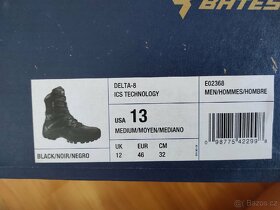 BATES
DELTA-8
ICS TECHNOLOGY
E02368
MEN/HOMMES/HOMBRE
USA 13
MEDIUM/MOYEN/MEDIANO
UK EUR CM
12 46 32
BLACK/NOIR/NEGRO
0 98775 42299 8
Bazoš.cz